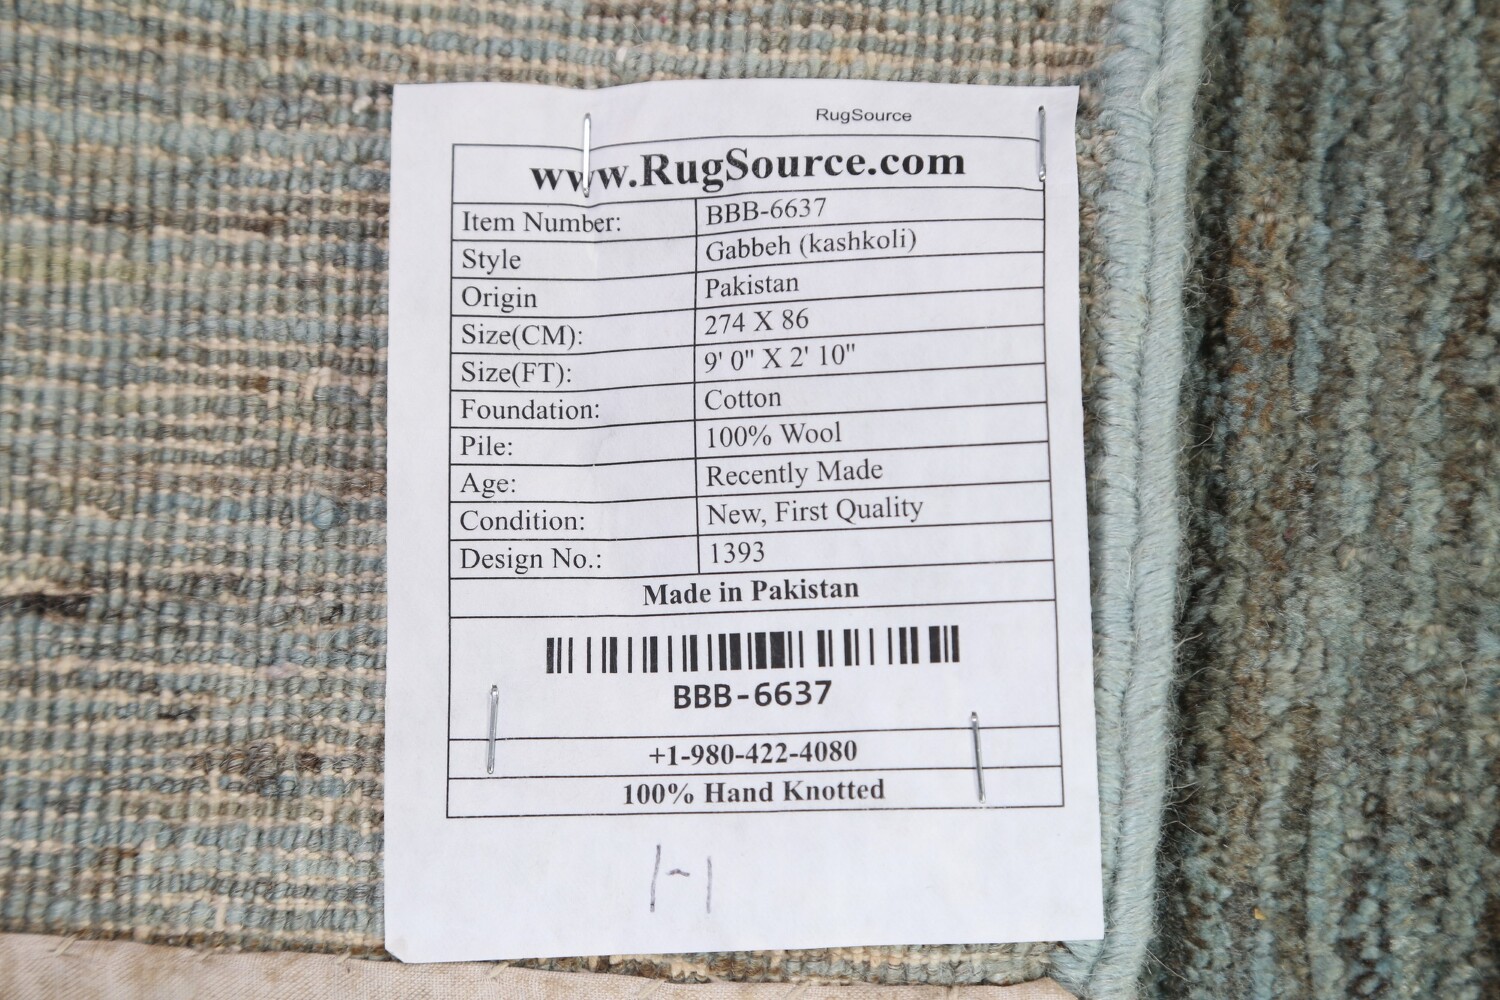 RugSource
www.RugSource.com
Item Number: BBB-6637
Style Gabbeh (kashkoli)
Origin Pakistan
Size(CM): 274 X 86
Size(FT): 9' 0" X 2' 10"
Foundation: Cotton
Pile: 100% Wool
Age: Recently Made
Condition: New, First Quality
Design No.: 1393
Made in Pakistan
BBB-6637
+1-980-422-4080
100% Hand Knotted
1-1